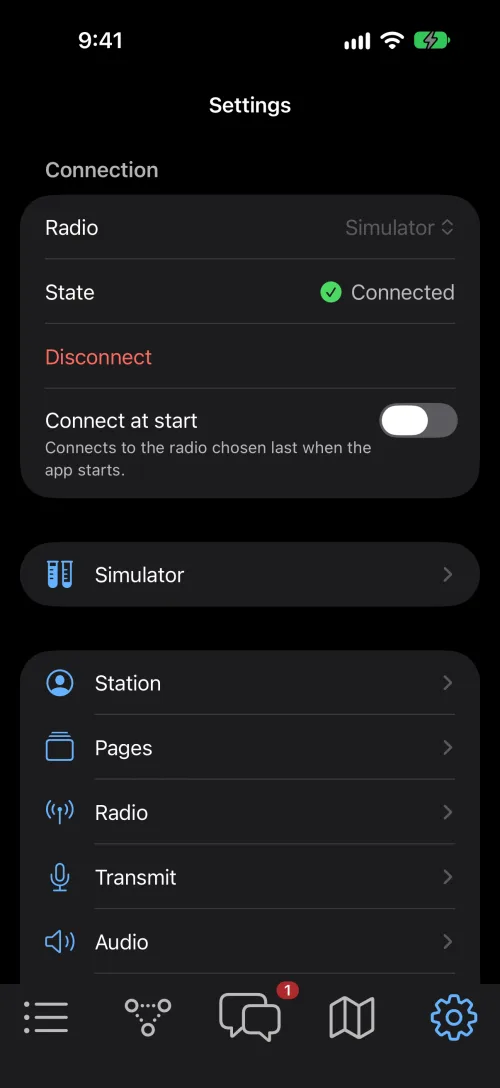 9:41
Settings
Connection
Radio
Simulator
State
Connected
Disconnect
Connect at start
Connects to the radio chosen last when the
app starts.
Simulator
Station
Pages
Radio
Transmit
Audio
1